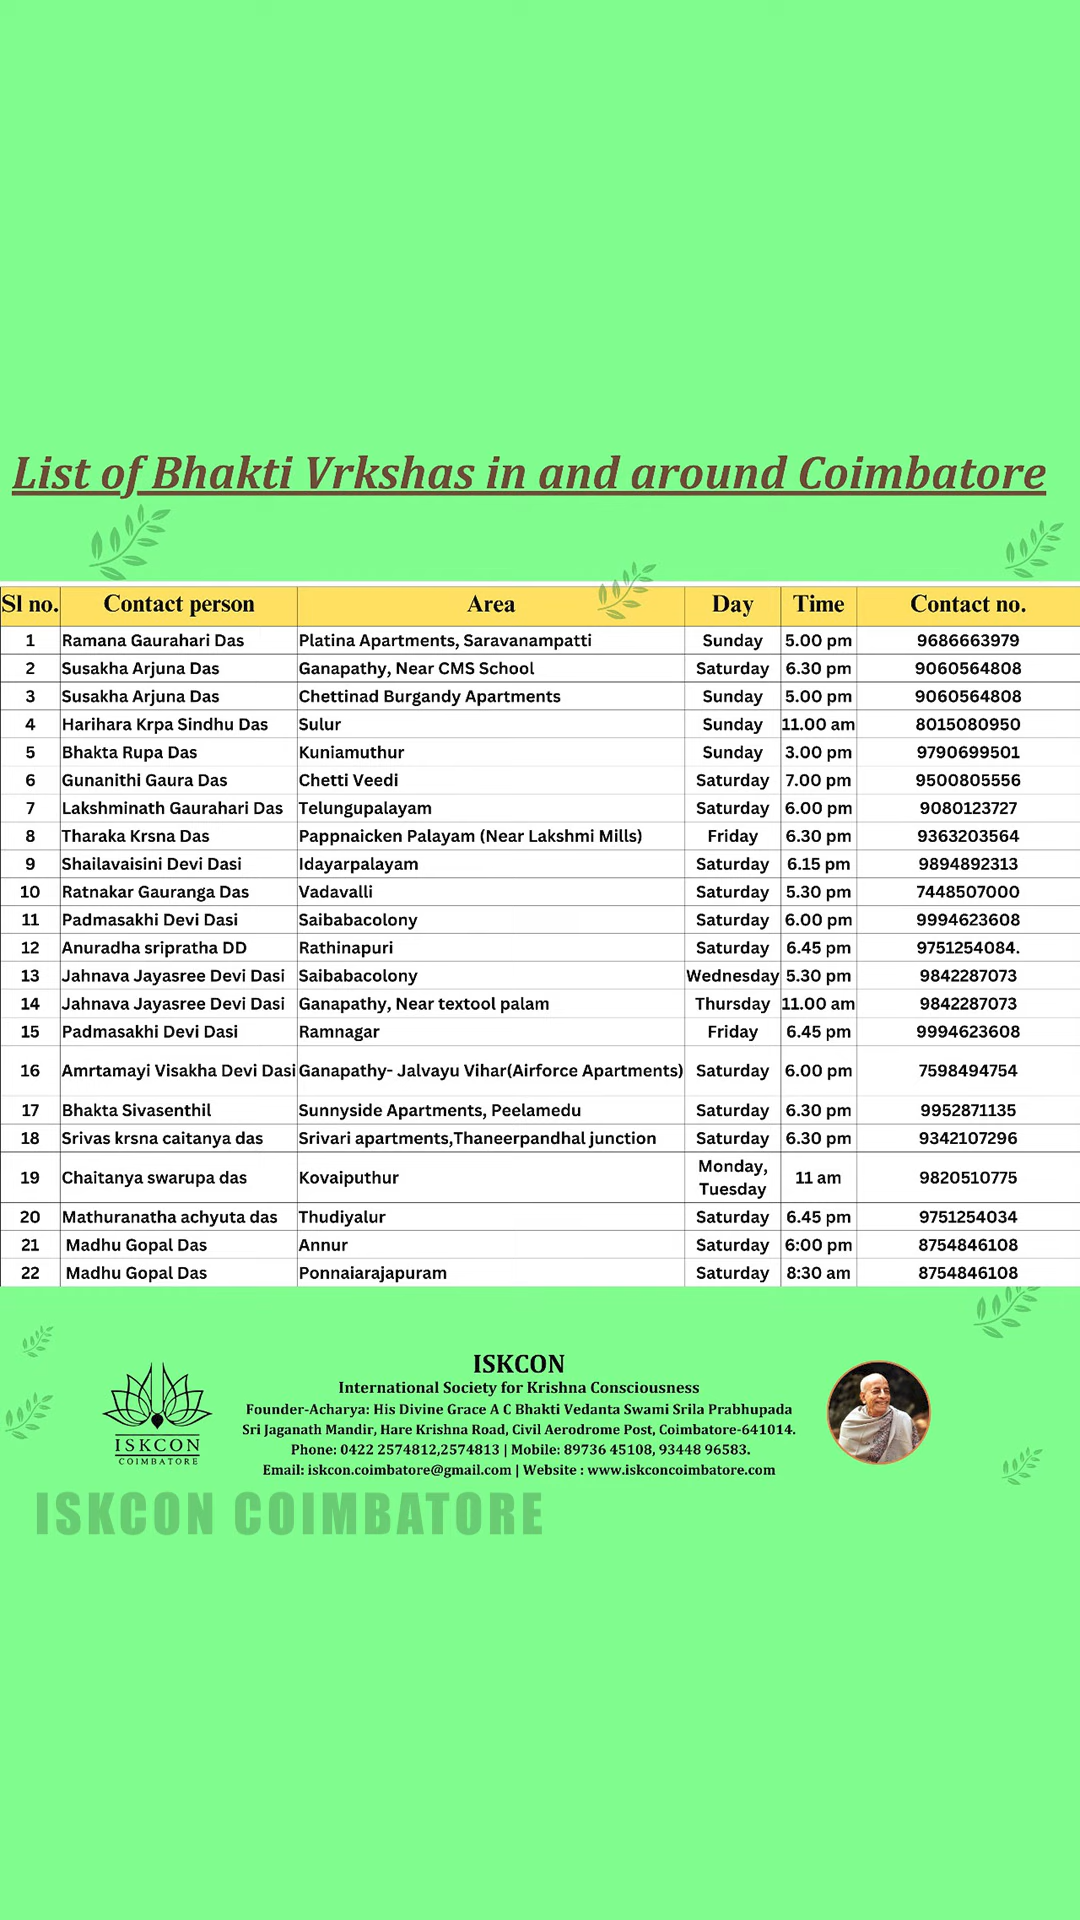 List of Bhakti Vrkshas in and around Coimbatore
Sl no. Contact person Area Day Time Contact no.
1 Ramana Gaurahari Das Platina Apartments, Saravanampatti Sunday 5.00 pm 9686663979
2 Susakha Arjuna Das Ganapathy, Near CMS School Saturday 6.30 pm 9060564808
3 Susakha Arjuna Das Chettinad Burgandy Apartments Sunday 5.00 pm 9060564808
4 Harihara Krpa Sindhu Das Sulur Sunday 11.00 am 8015080950
5 Bhakta Rupa Das Kuniamuthur Sunday 3.00 pm 9790699501
6 Gunanithi Gaura Das Chetti Veedi Saturday 7.00 pm 9500805556
7 Lakshminath Gaurahari Das Telungupalayam Saturday 6.00 pm 9080123727
8 Tharaka Krsna Das Pappnaicken Palayam (Near Lakshmi Mills) Friday 6.30 pm 9363203564
9 Shailavaisini Devi Dasi Idayarpalayam Saturday 6.15 pm 9894892313
10 Ratnakar Gauranga Das Vadavalli Saturday 5.30 pm 7448507000
11 Padmasakhi Devi Dasi Saibabacolony Saturday 6.00 pm 9994623608
12 Anuradha sripratha DD Rathinapuri Saturday 6.45 pm 9751254084.
13 Jahnava Jayasree Devi Dasi Saibabacolony Wednesday 5.30 pm 9842287073
14 Jahnava Jayasree Devi Dasi Ganapathy, Near textool palam Thursday 11.00 am 9842287073
15 Padmasakhi Devi Dasi Ramnagar Friday 6.45 pm 9994623608
16 Amrtamayi Visakha Devi Dasi Ganapathy- Jalvayu Vihar(Airforce Apartments) Saturday 6.00 pm 7598494754
17 Bhakta Sivasenthil Sunnyside Apartments, Peelamedu Saturday 6.30 pm 9952871135
18 Srivas krsna caitanya das Srivari apartments,Thaneerpandhal junction Saturday 6.30 pm 9342107296
19 Chaitanya swarupa das Kovaiputhur Monday, Tuesday 11 am 9820510775
20 Mathuranatha achyuta das Thudiyalur Saturday 6.45 pm 9751254034
21 Madhu Gopal Das Annur Saturday 6:00 pm 8754846108
22 Madhu Gopal Das Ponnaiarajapuram Saturday 8:30 am 8754846108
ISKCON
International Society for Krishna Consciousness
Founder-Acharya: His Divine Grace A C Bhakti Vedanta Swami Srila Prabhupada
Sri Jaganath Mandir, Hare Krishna Road, Civil Aerodrome Post, Coimbatore-641014.
Phone: 0422 2574812,2574813 | Mobile: 89736 45108, 93448 96583.
Email: iskcon.coimbatore@gmail.com | Website : www.iskconcoimbatore.com
ISKCON
COIMBATORE
ISKCON COIMBATORE